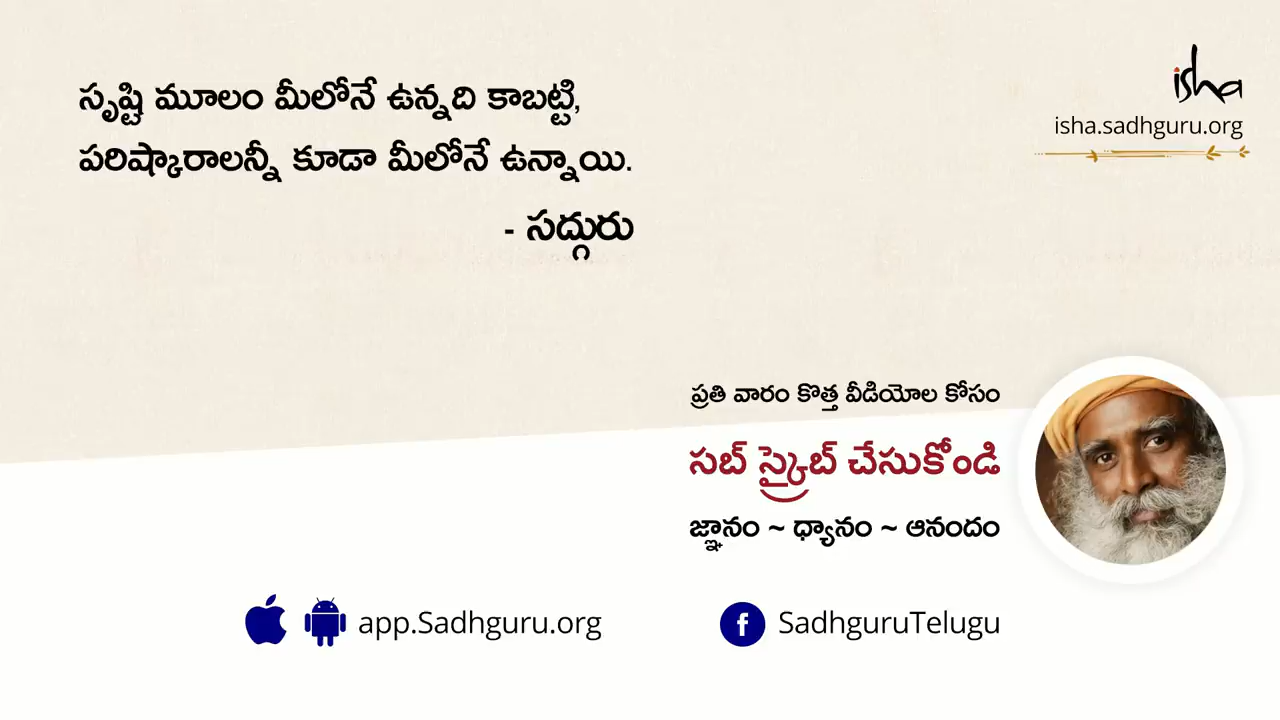 సృష్టి మూలం మీలోనే ఉన్నది కాబట్టి,
పరిష్కారాలన్నీ కూడా మీలోనే ఉన్నాయి.
- సద్గురు
isha
isha.sadhguru.org
ప్రతి వారం కొత్త వీడియోల కోసం
సబ్ స్క్రైబ్ చేసుకోండి
జ్ఞానం ~ ధ్యానం ~ ఆనందం
app.Sadhguru.org
f SadhguruTelugu